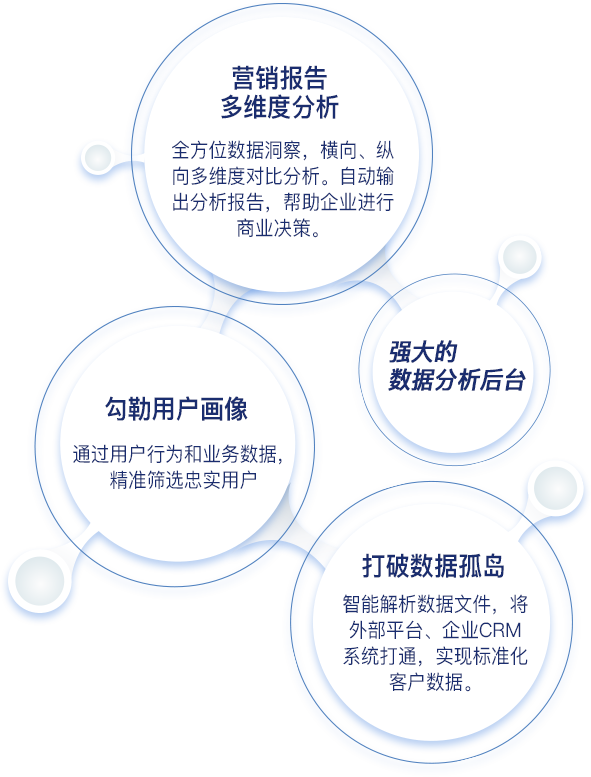 营销报告
多维度分析
全方位数据洞察，横向、纵
向多维度对比分析。自动输
出分析报告，帮助企业进行
商业决策。
强大的
数据分析后台
勾勒用户画像
通过用户行为和业务数据，
精准筛选忠实用户
打破数据孤岛
智能解析数据文件，将
外部平台、企业CRM
系统打通，实现标准化
客户数据。